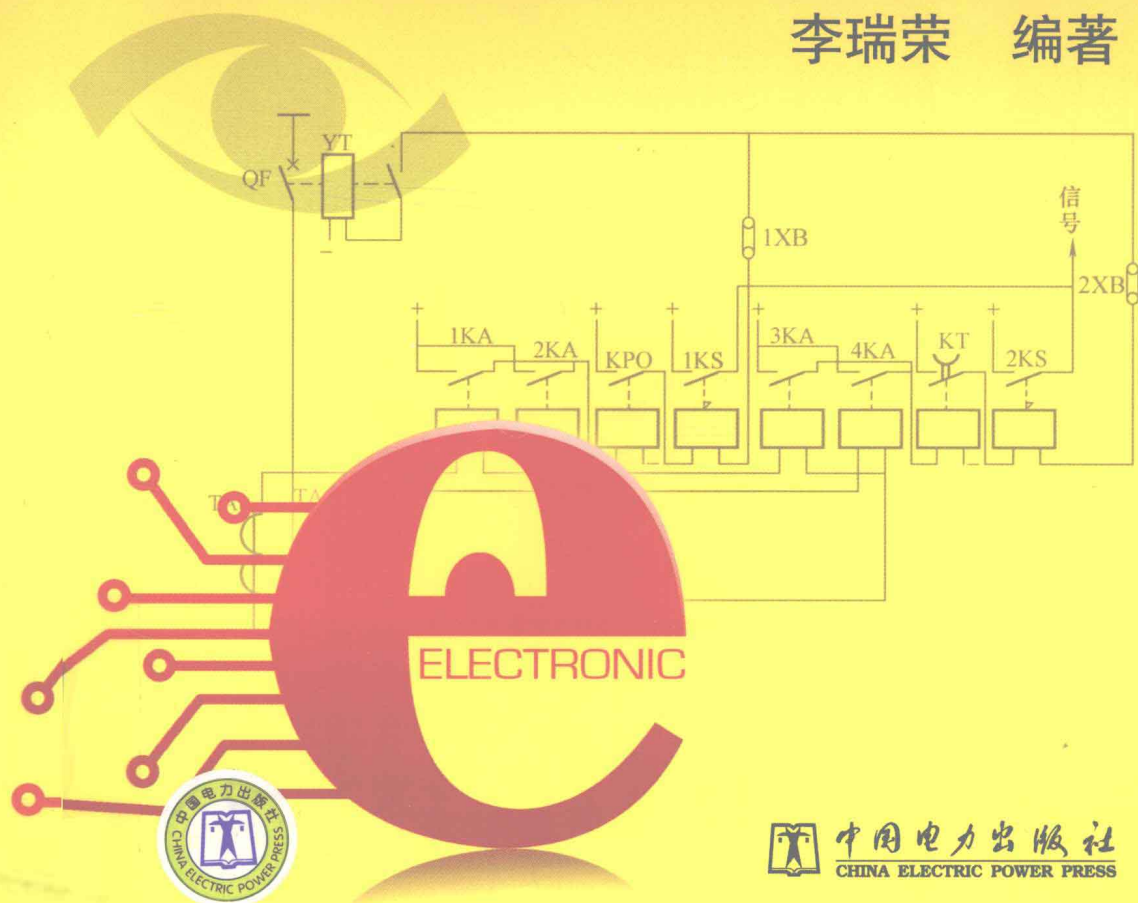 李瑞荣 编著
YT
QF
信号
1XB
2XB
+ + + + + +
1KA
2KA
KPO
1KS
3KA
4KA
KT
2KS
TA
TA
ELECTRONIC
中国电力出版社
CHINA ELECTRIC POWER PRESS
中国电力出版社
CHINA ELECTRIC POWER PRESS